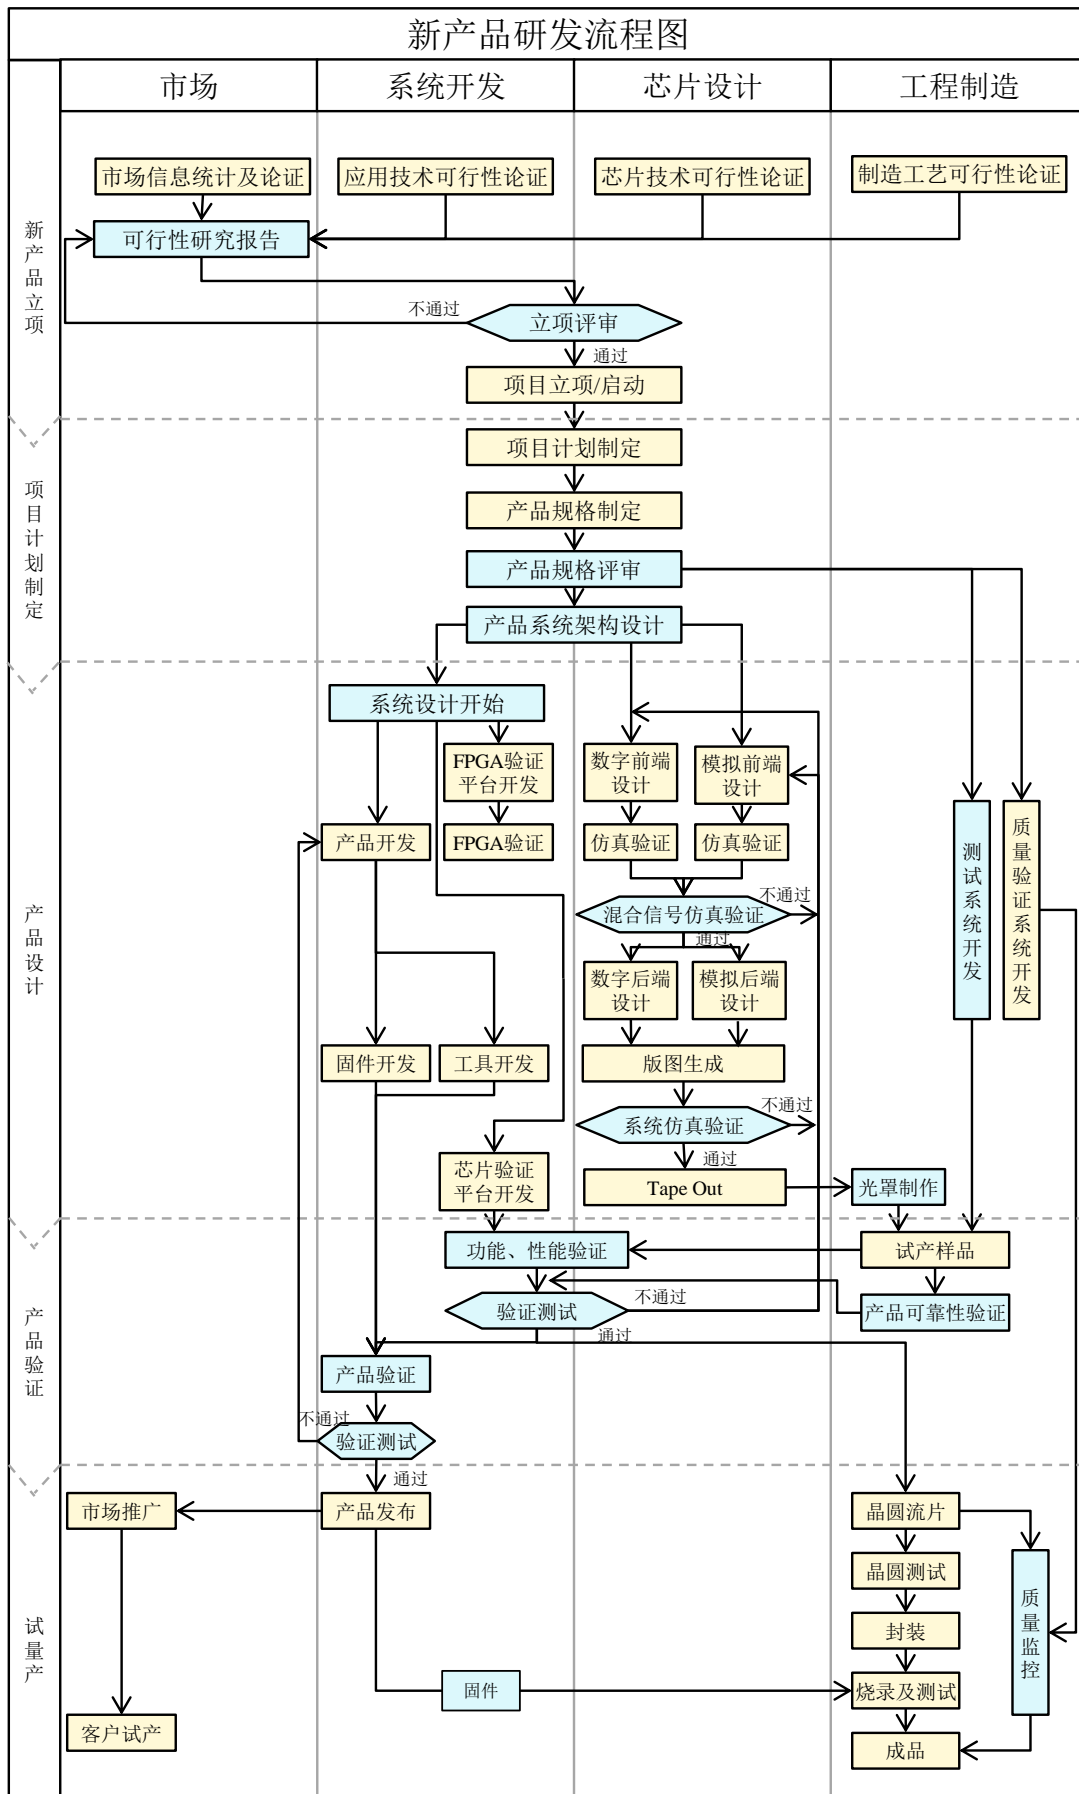 新产品研发流程图
市场
系统开发
芯片设计
工程制造
新产品立项
市场信息统计及论证
应用技术可行性论证
芯片技术可行性论证
制造工艺可行性论证
可行性研究报告
不通过
立项评审
通过
项目立项/启动
项目计划制定
项目计划制定
产品规格制定
产品规格评审
产品系统架构设计
产品设计
系统设计开始
FPGA验证
平台开发
数字前端
设计
模拟前端
设计
产品开发
FPGA验证
仿真验证
仿真验证
测试系统开发
质量验证系统开发
不通过
混合信号仿真验证
通过
数字后端
设计
模拟后端
设计
固件开发
工具开发
版图生成
不通过
系统仿真验证
通过
芯片验证
平台开发
Tape Out
光罩制作
产品验证
功能、性能验证
试产样品
不通过
验证测试
产品可靠性验证
通过
产品验证
不通过
验证测试
通过
试量产
市场推广
产品发布
晶圆流片
晶圆测试
质量监控
封装
固件
烧录及测试
客户试产
成品